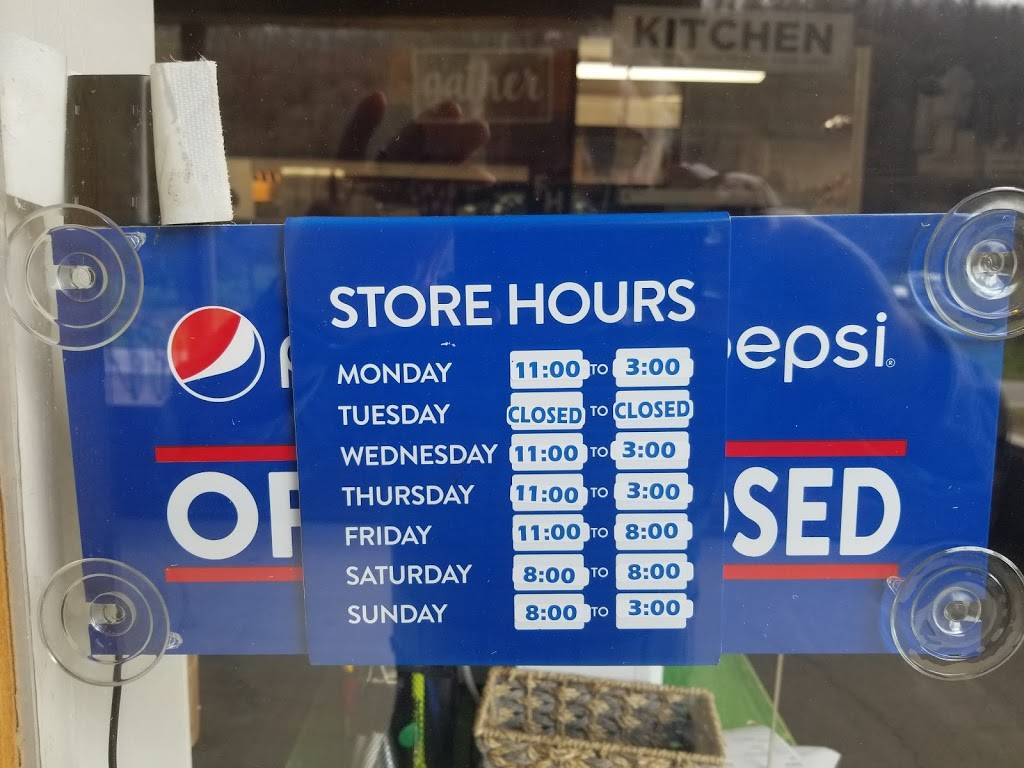 KITCHEN
gather
STORE HOURS
epsi
MONDAY 11:00 TO 3:00
TUESDAY CLOSED TO CLOSED
WEDNESDAY 11:00 TO 3:00
THURSDAY 11:00 TO 3:00
FRIDAY 11:00 TO 8:00
SATURDAY 8:00 TO 8:00
SUNDAY 8:00 TO 3:00
OP SED